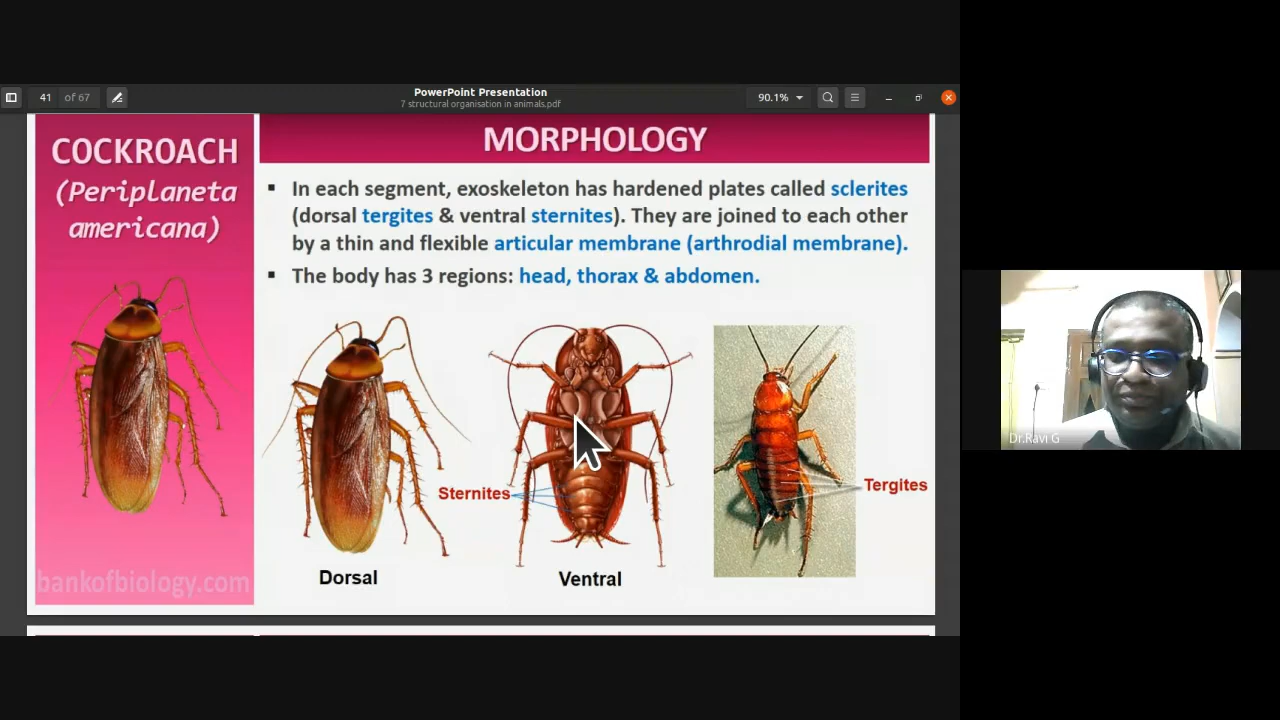 PowerPoint Presentation
41 of 67
7 structural organisation in animals.pdf
90.1%
COCKROACH
(Periplaneta
americana)
bankofbiology.com
MORPHOLOGY
▪ In each segment, exoskeleton has hardened plates called sclerites
(dorsal tergites & ventral sternites). They are joined to each other
by a thin and flexible articular membrane (arthrodial membrane).
▪ The body has 3 regions: head, thorax & abdomen.
Sternites
Tergites
Dorsal
Ventral
Dr.Ravi G